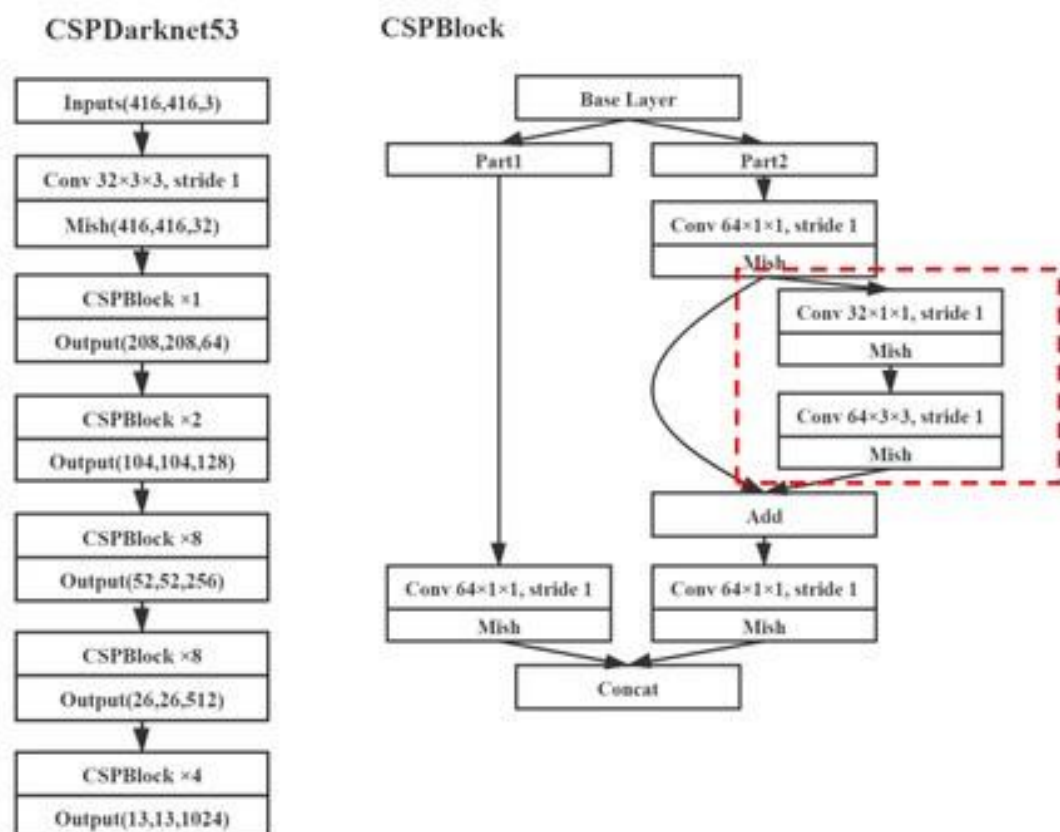 CSPDarknet53
Inputs(416,416,3)
Conv 32×3×3, stride 1
Mish(416,416,32)
CSPBlock ×1
Output(208,208,64)
CSPBlock ×2
Output(104,104,128)
CSPBlock ×8
Output(52,52,256)
CSPBlock ×8
Output(26,26,512)
CSPBlock ×4
Output(13,13,1024)
CSPBlock
Base Layer
Part1
Part2
Conv 64×1×1, stride 1
Mish
Conv 32×1×1, stride 1
Mish
Conv 64×3×3, stride 1
Mish
Add
Conv 64×1×1, stride 1
Mish
Conv 64×1×1, stride 1
Mish
Concat